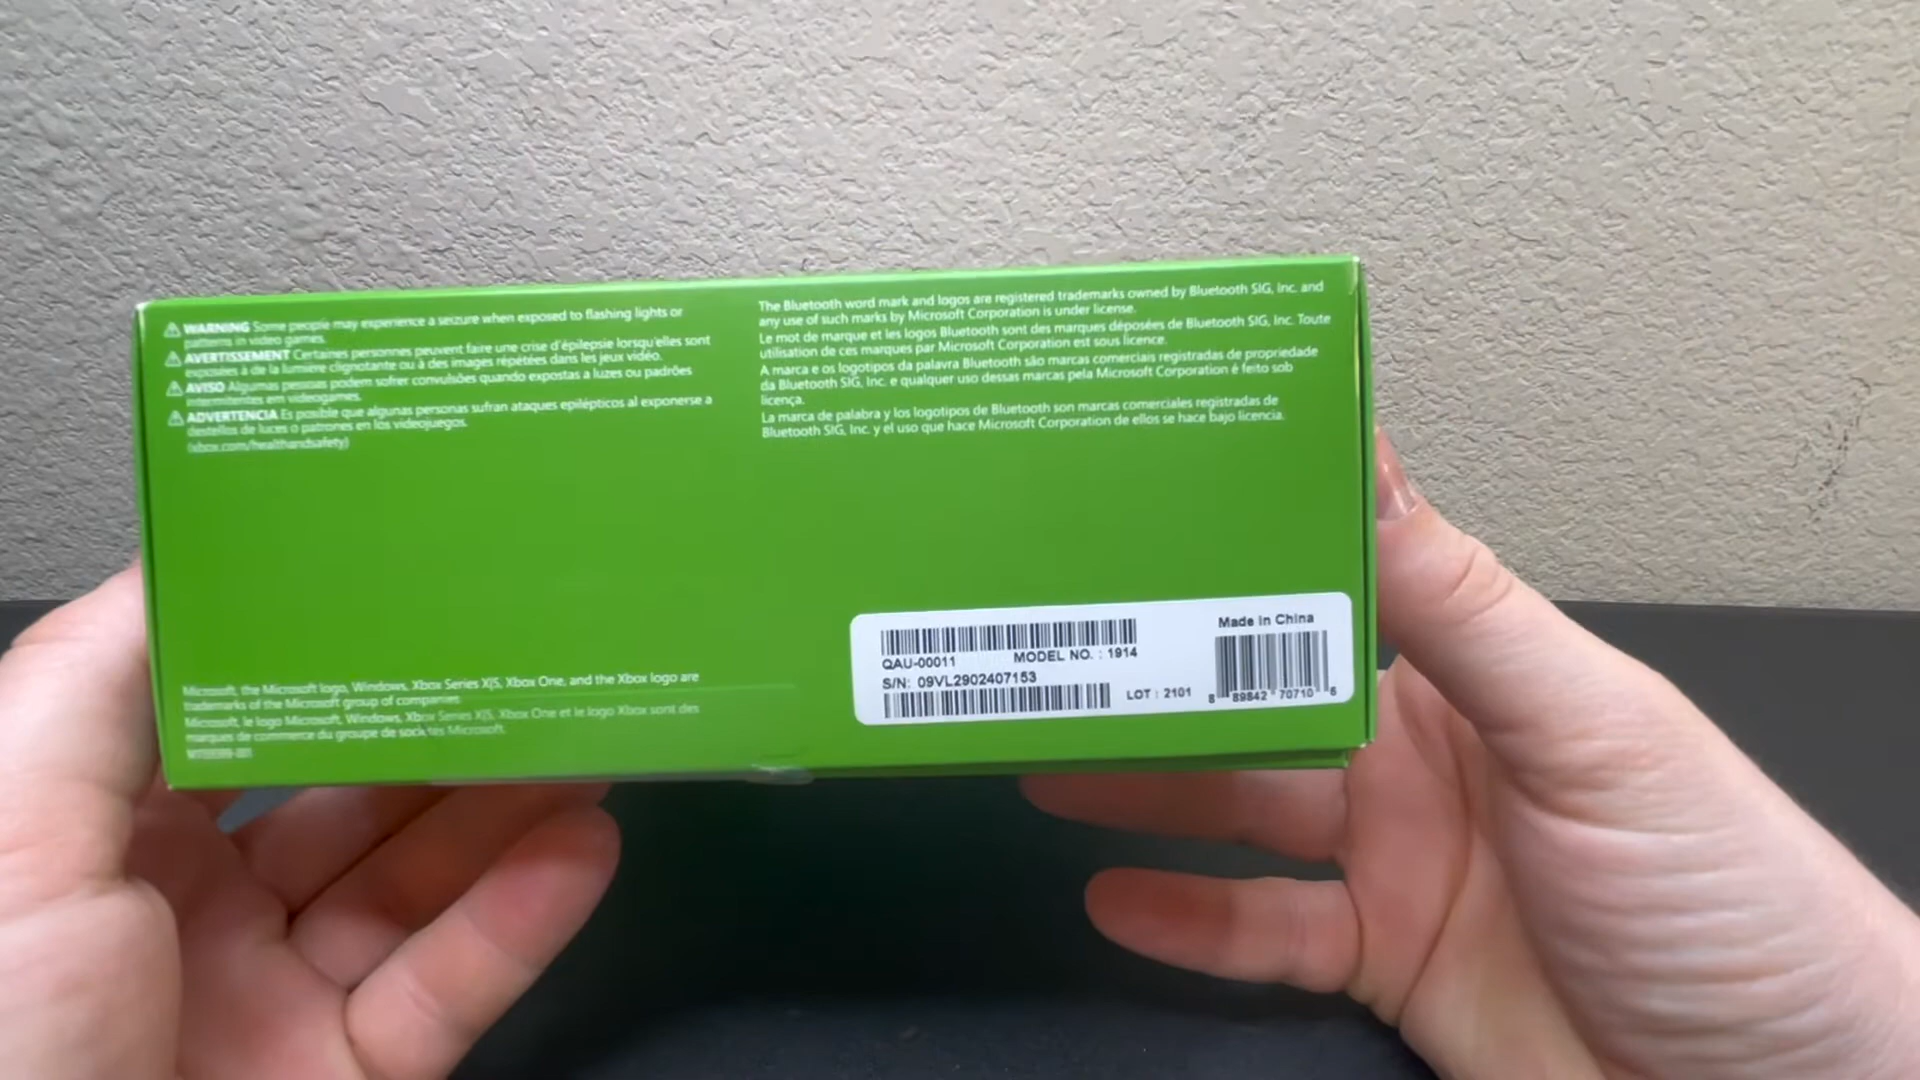 WARNING Some people may experience a seizure when exposed to flashing lights or
patterns in video games.
AVERTISSEMENT Certaines personnes peuvent faire une crise d'épilepsie lorsqu'elles sont
exposées à de la lumière clignotante ou à des images répétées dans les jeux vidéo.
AVISO Algumas pessoas podem sofrer convulsões quando expostas a luzes ou padrões
intermitentes em videogames.
ADVERTENCIA Es posible que algunas personas sufran ataques epilépticos al exponerse a
destellos de luces o patrones en los videojuegos.
(xbox.com/healthandsafety)
The Bluetooth word mark and logos are registered trademarks owned by Bluetooth SIG, Inc. and
any use of such marks by Microsoft Corporation is under license.
Le mot de marque et les logos Bluetooth sont des marques déposées de Bluetooth SIG, Inc. Toute
utilisation de ces marques par Microsoft Corporation est sous licence.
A marca e os logotipos da palavra Bluetooth são marcas comerciais registradas de propriedade
da Bluetooth SIG, Inc. e qualquer uso dessas marcas pela Microsoft Corporation é feito sob
licença.
La marca de palabra y los logotipos de Bluetooth son marcas comerciales registradas de
Bluetooth SIG, Inc. y el uso que hace Microsoft Corporation de ellos se hace bajo licencia.
Microsoft, the Microsoft logo, Windows, Xbox Series X|S, Xbox One, and the Xbox logo are
trademarks of the Microsoft group of companies.
Microsoft, le logo Microsoft, Windows, Xbox Series X|S, Xbox One et le logo Xbox sont des
marques de commerce du groupe de sociétés Microsoft.
QAU-00011 MODEL NO. : 1914
S/N: 09VL2902407153
LOT : 2101
Made in China
8 89842 70710 6